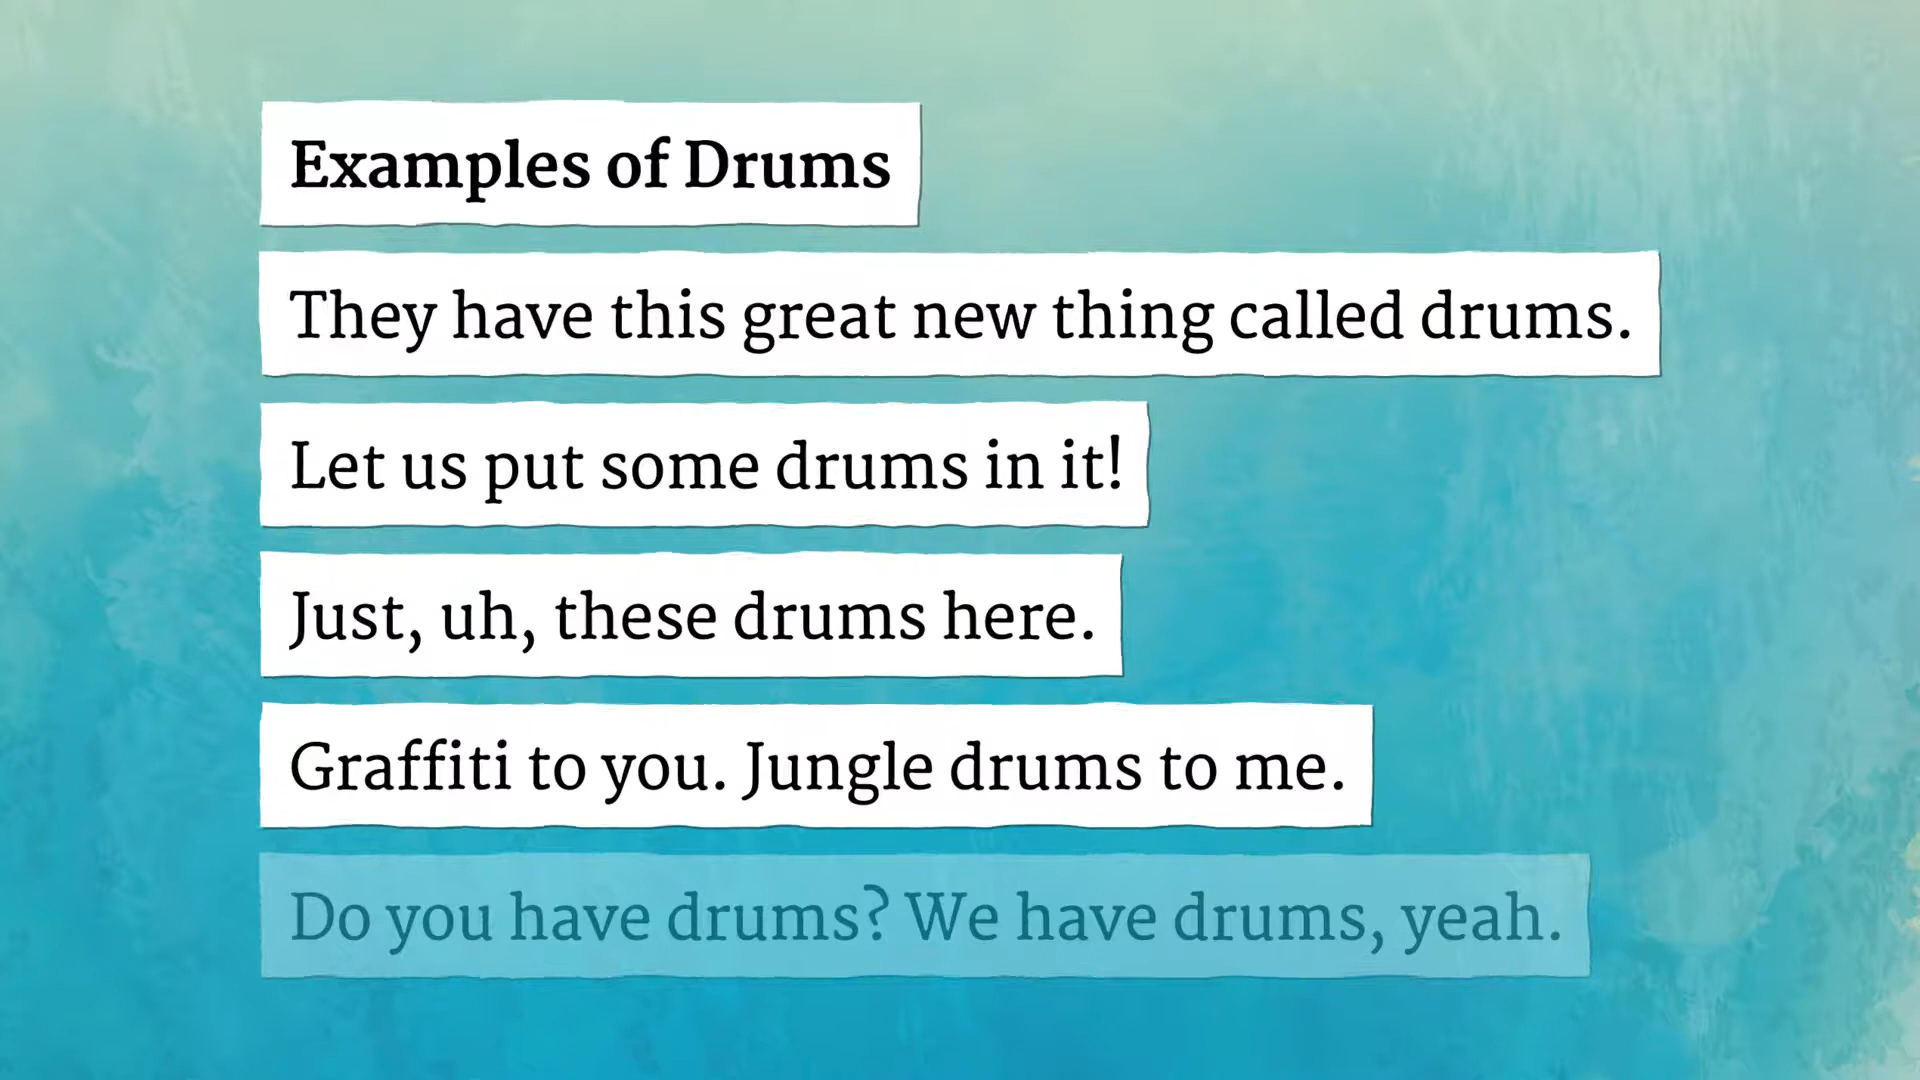 Examples of Drums
They have this great new thing called drums.
Let us put some drums in it!
Just, uh, these drums here.
Graffiti to you. Jungle drums to me.
Do you have drums? We have drums, yeah.